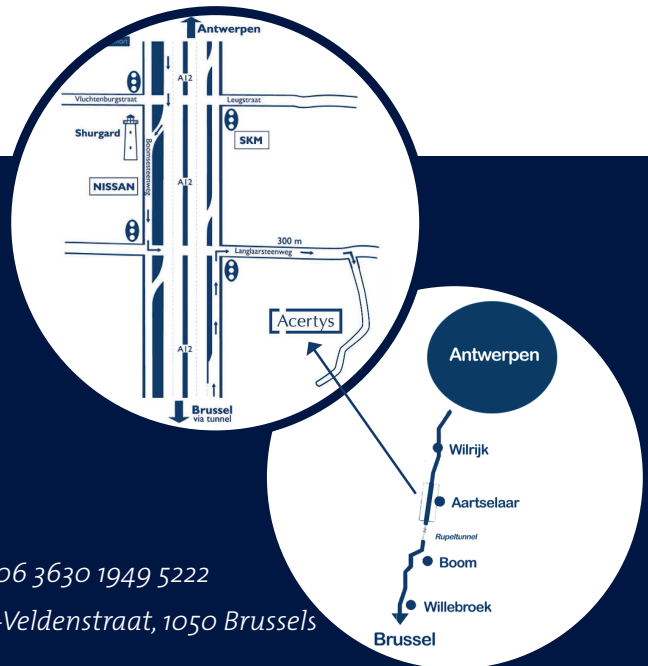 Antwerpen
A12
Vluchtenburgstraat
Leugstraat
Shurgard
SKM
Boomsesteenweg
A12
NISSAN
300 m
Langlaarsteenweg
Acertys
A12
Brussel
via tunnel
Antwerpen
Wilrijk
Aartselaar
Rupeltunnel
Boom
Willebroek
Brussel
06 3630 1949 5222
-Veldenstraat, 1050 Brussels